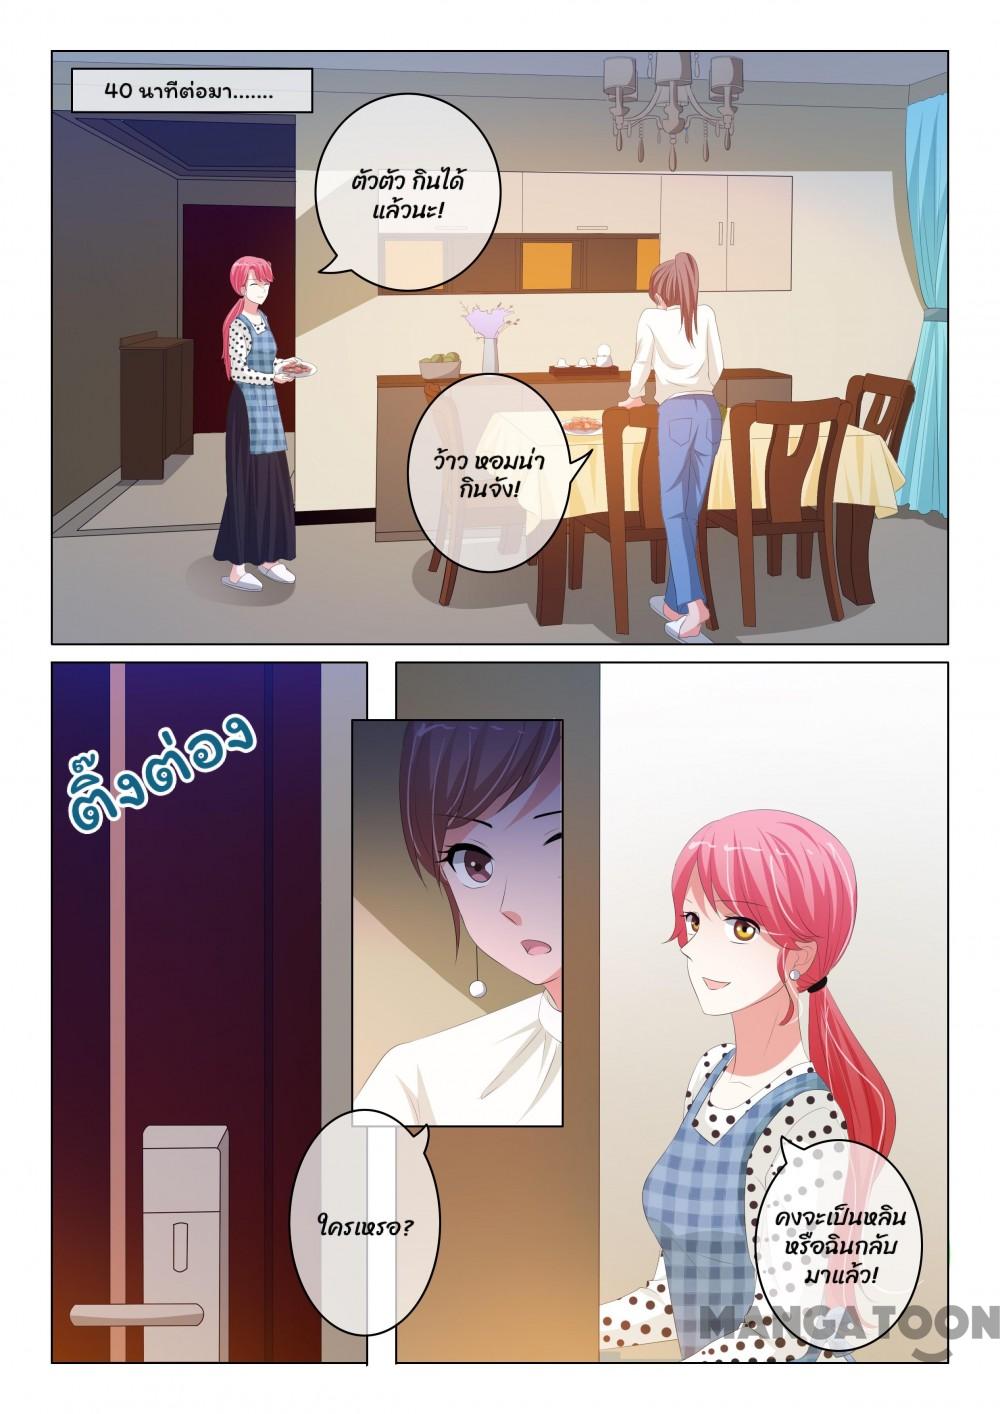 40 นาทีต่อมา.......
ตัวตัว กินได้
แล้วนะ!
ว้าว หอมน่า
กินจัง!
ติ๊งต่อง
ใครเหรอ?
คงจะเป็นหลิน
หรือฉินกลับ
มาแล้ว!
MANGATOON